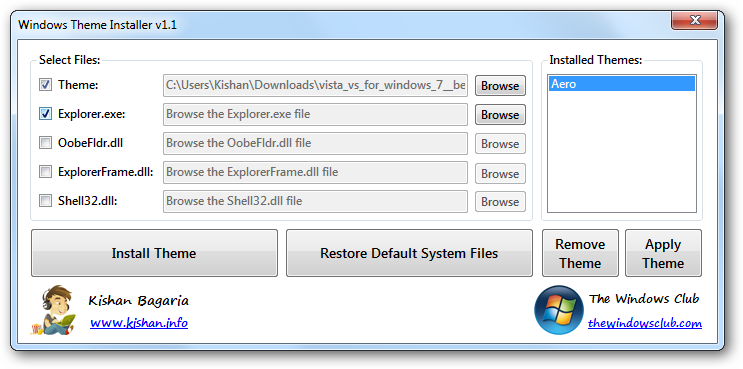 Windows Theme Installer v1.1
Select Files:
Theme: C:\Users\Kishan\Downloads\vista_vs_for_windows_7__be Browse
Explorer.exe: Browse the Explorer.exe file Browse
OobeFldr.dll Browse the OobeFldr.dll file Browse
ExplorerFrame.dll: Browse the ExplorerFrame.dll file Browse
Shell32.dll: Browse the Shell32.dll file Browse
Installed Themes:
Aero
Install Theme
Restore Default System Files
Remove
Theme
Apply
Theme
Kishan Bagaria
www.kishan.info
The Windows Club
thewindowsclub.com